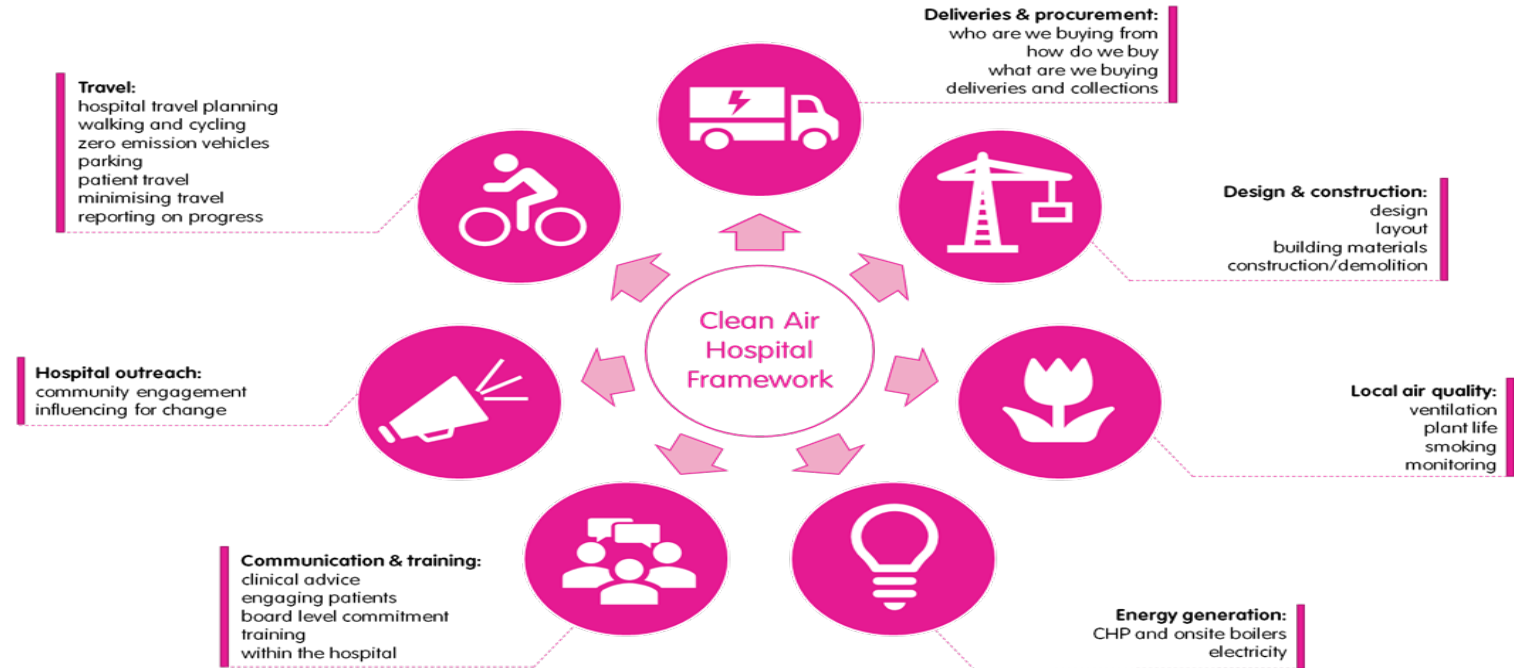 Deliveries & procurement:
who are we buying from
how do we buy
what are we buying
deliveries and collections
Travel:
hospital travel planning
walking and cycling
zero emission vehicles
parking
patient travel
minimising travel
reporting on progress
Design & construction:
design
layout
building materials
construction/demolition
Clean Air
Hospital
Framework
Hospital outreach:
community engagement
influencing for change
Local air quality:
ventilation
plant life
smoking
monitoring
Communication & training:
clinical advice
engaging patients
board level commitment
training
within the hospital
Energy generation:
CHP and onsite boilers
electricity